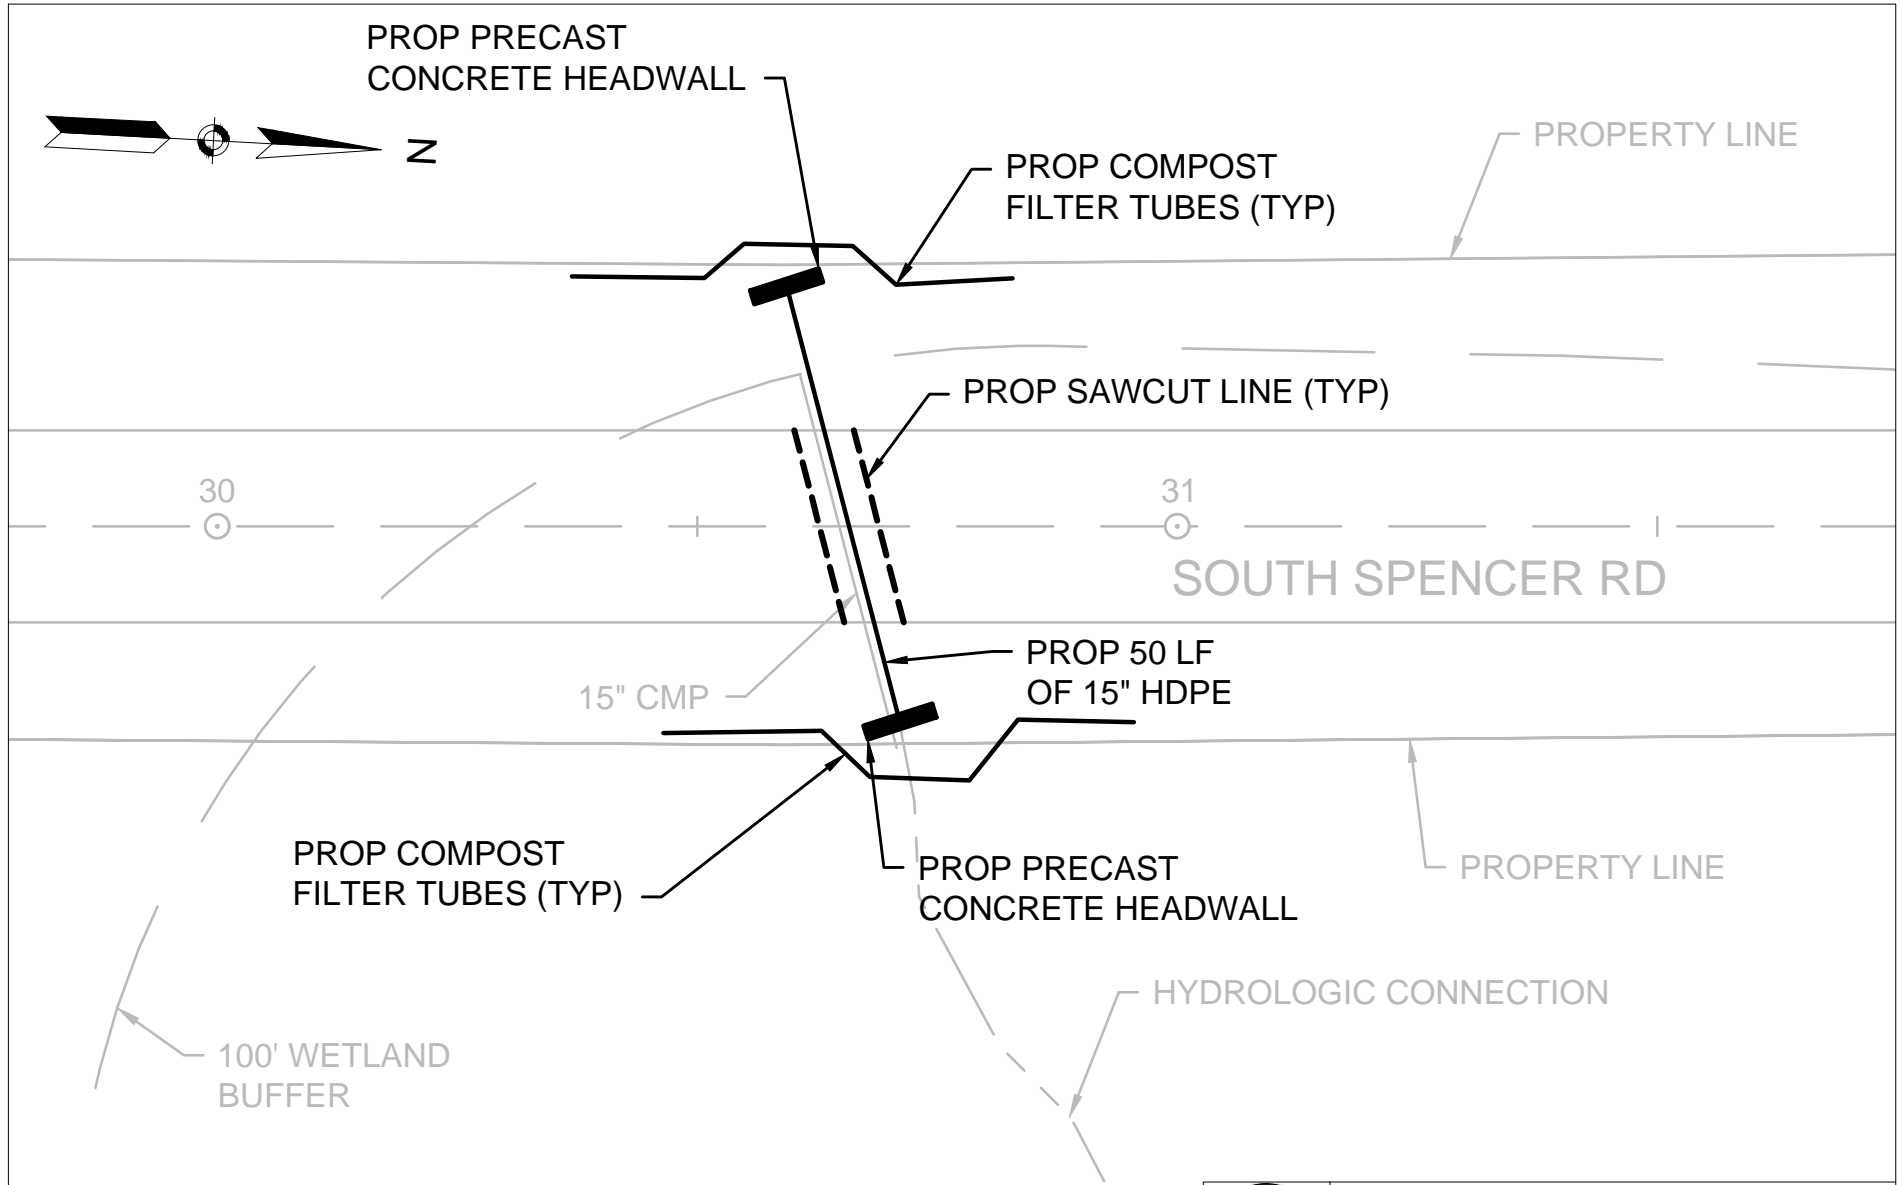 PROP PRECAST
CONCRETE HEADWALL
N
PROPERTY LINE
PROP COMPOST
FILTER TUBES (TYP)
PROP SAWCUT LINE (TYP)
30
31
SOUTH SPENCER RD
PROP 50 LF
OF 15" HDPE
15" CMP
PROP COMPOST
FILTER TUBES (TYP)
PROP PRECAST
CONCRETE HEADWALL
PROPERTY LINE
HYDROLOGIC CONNECTION
100' WETLAND
BUFFER